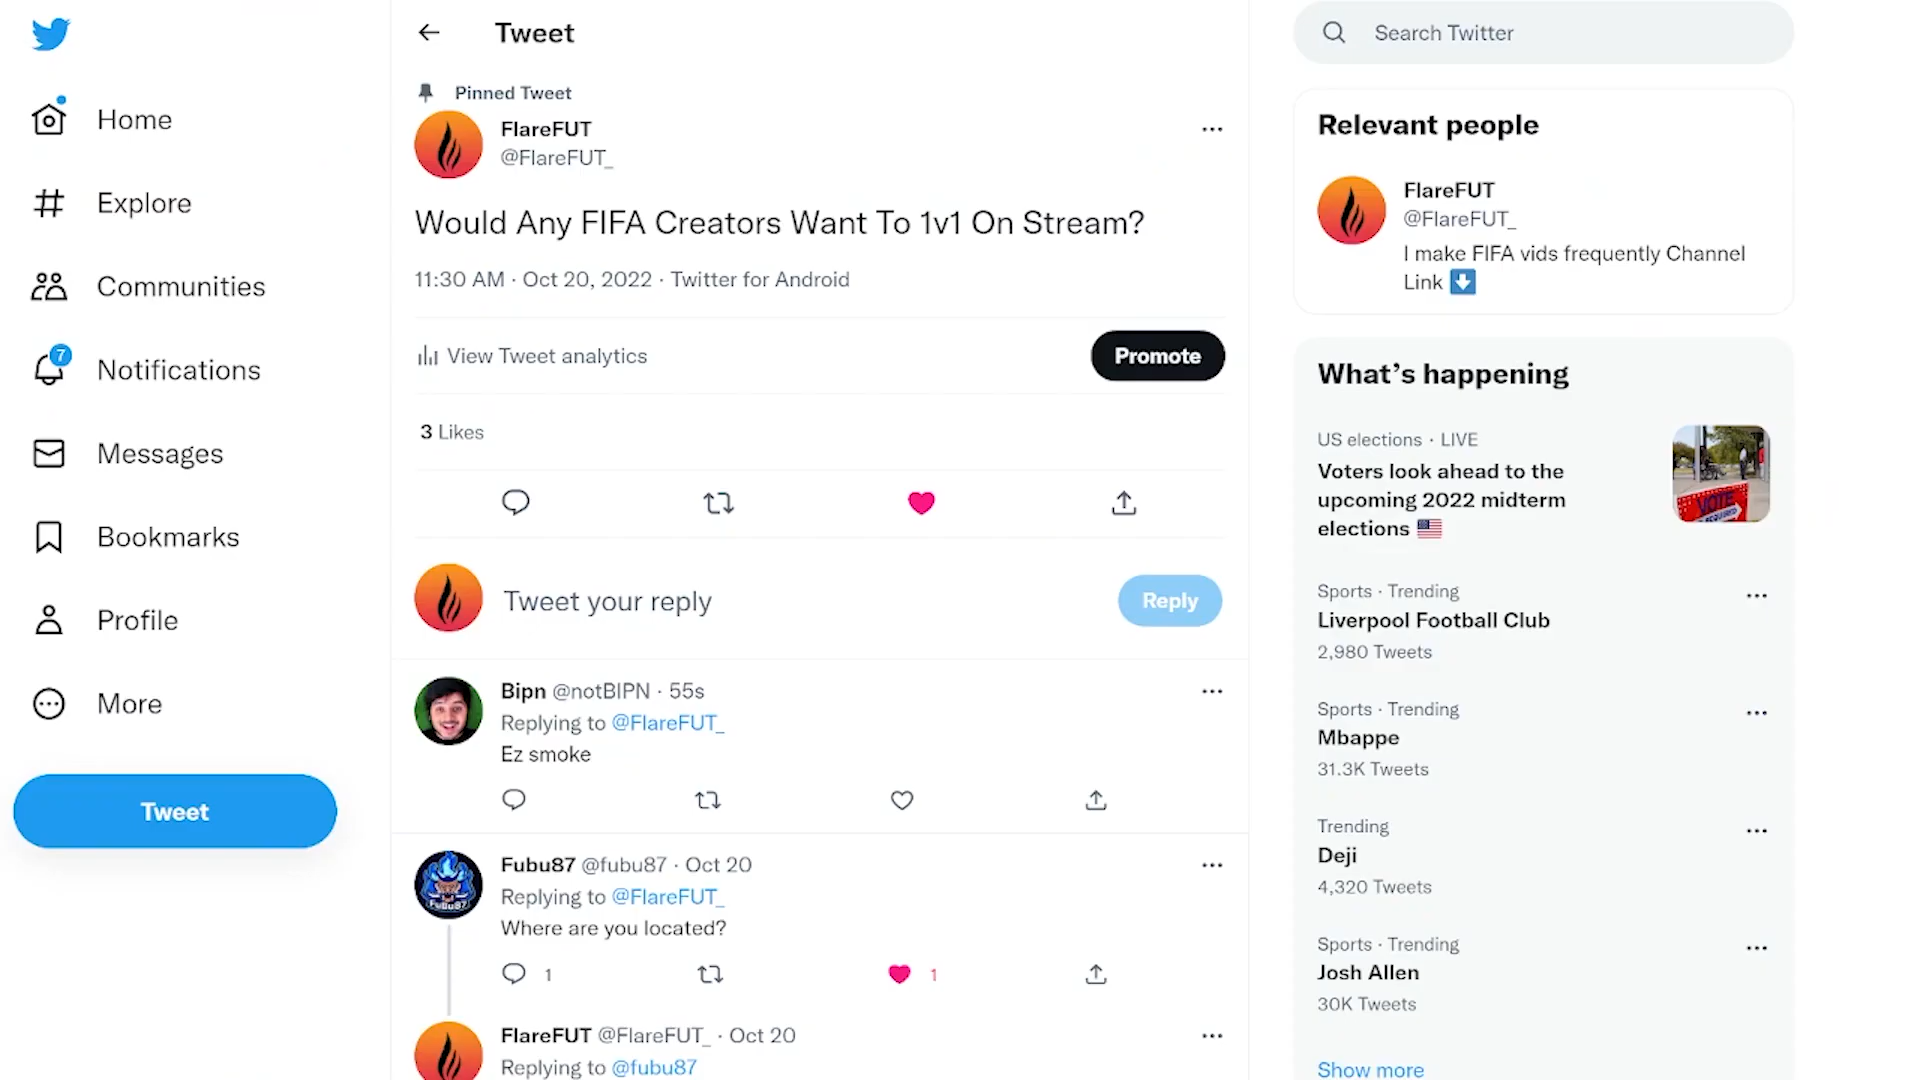 Home
Explore
Communities
7
Notifications
Messages
Bookmarks
Profile
More
Tweet
Tweet
Pinned Tweet
FlareFUT
@FlareFUT_
Would Any FIFA Creators Want To 1v1 On Stream?
11:30 AM · Oct 20, 2022 · Twitter for Android
View Tweet analytics
Promote
3 Likes
Tweet your reply
Reply
Bipn @notBIPN · 55s
Replying to @FlareFUT_
Ez smoke
FuBu87
Fubu87 @fubu87 · Oct 20
Replying to @FlareFUT_
Where are you located?
1
1
FlareFUT @FlareFUT_ · Oct 20
Replying to @fubu87
Search Twitter
Relevant people
FlareFUT
@FlareFUT_
I make FIFA vids frequently Channel
Link
What's happening
US elections · LIVE
Voters look ahead to the
upcoming 2022 midterm
elections
VOTE
Sports · Trending
Liverpool Football Club
2,980 Tweets
Sports · Trending
Mbappe
31.3K Tweets
Trending
Deji
4,320 Tweets
Sports · Trending
Josh Allen
30K Tweets
Show more